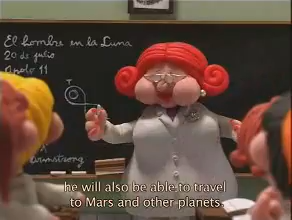 El hombre en la Luna
20 de julio
Apolo 11
Armstrong
he will also be able to travel
to Mars and other planets